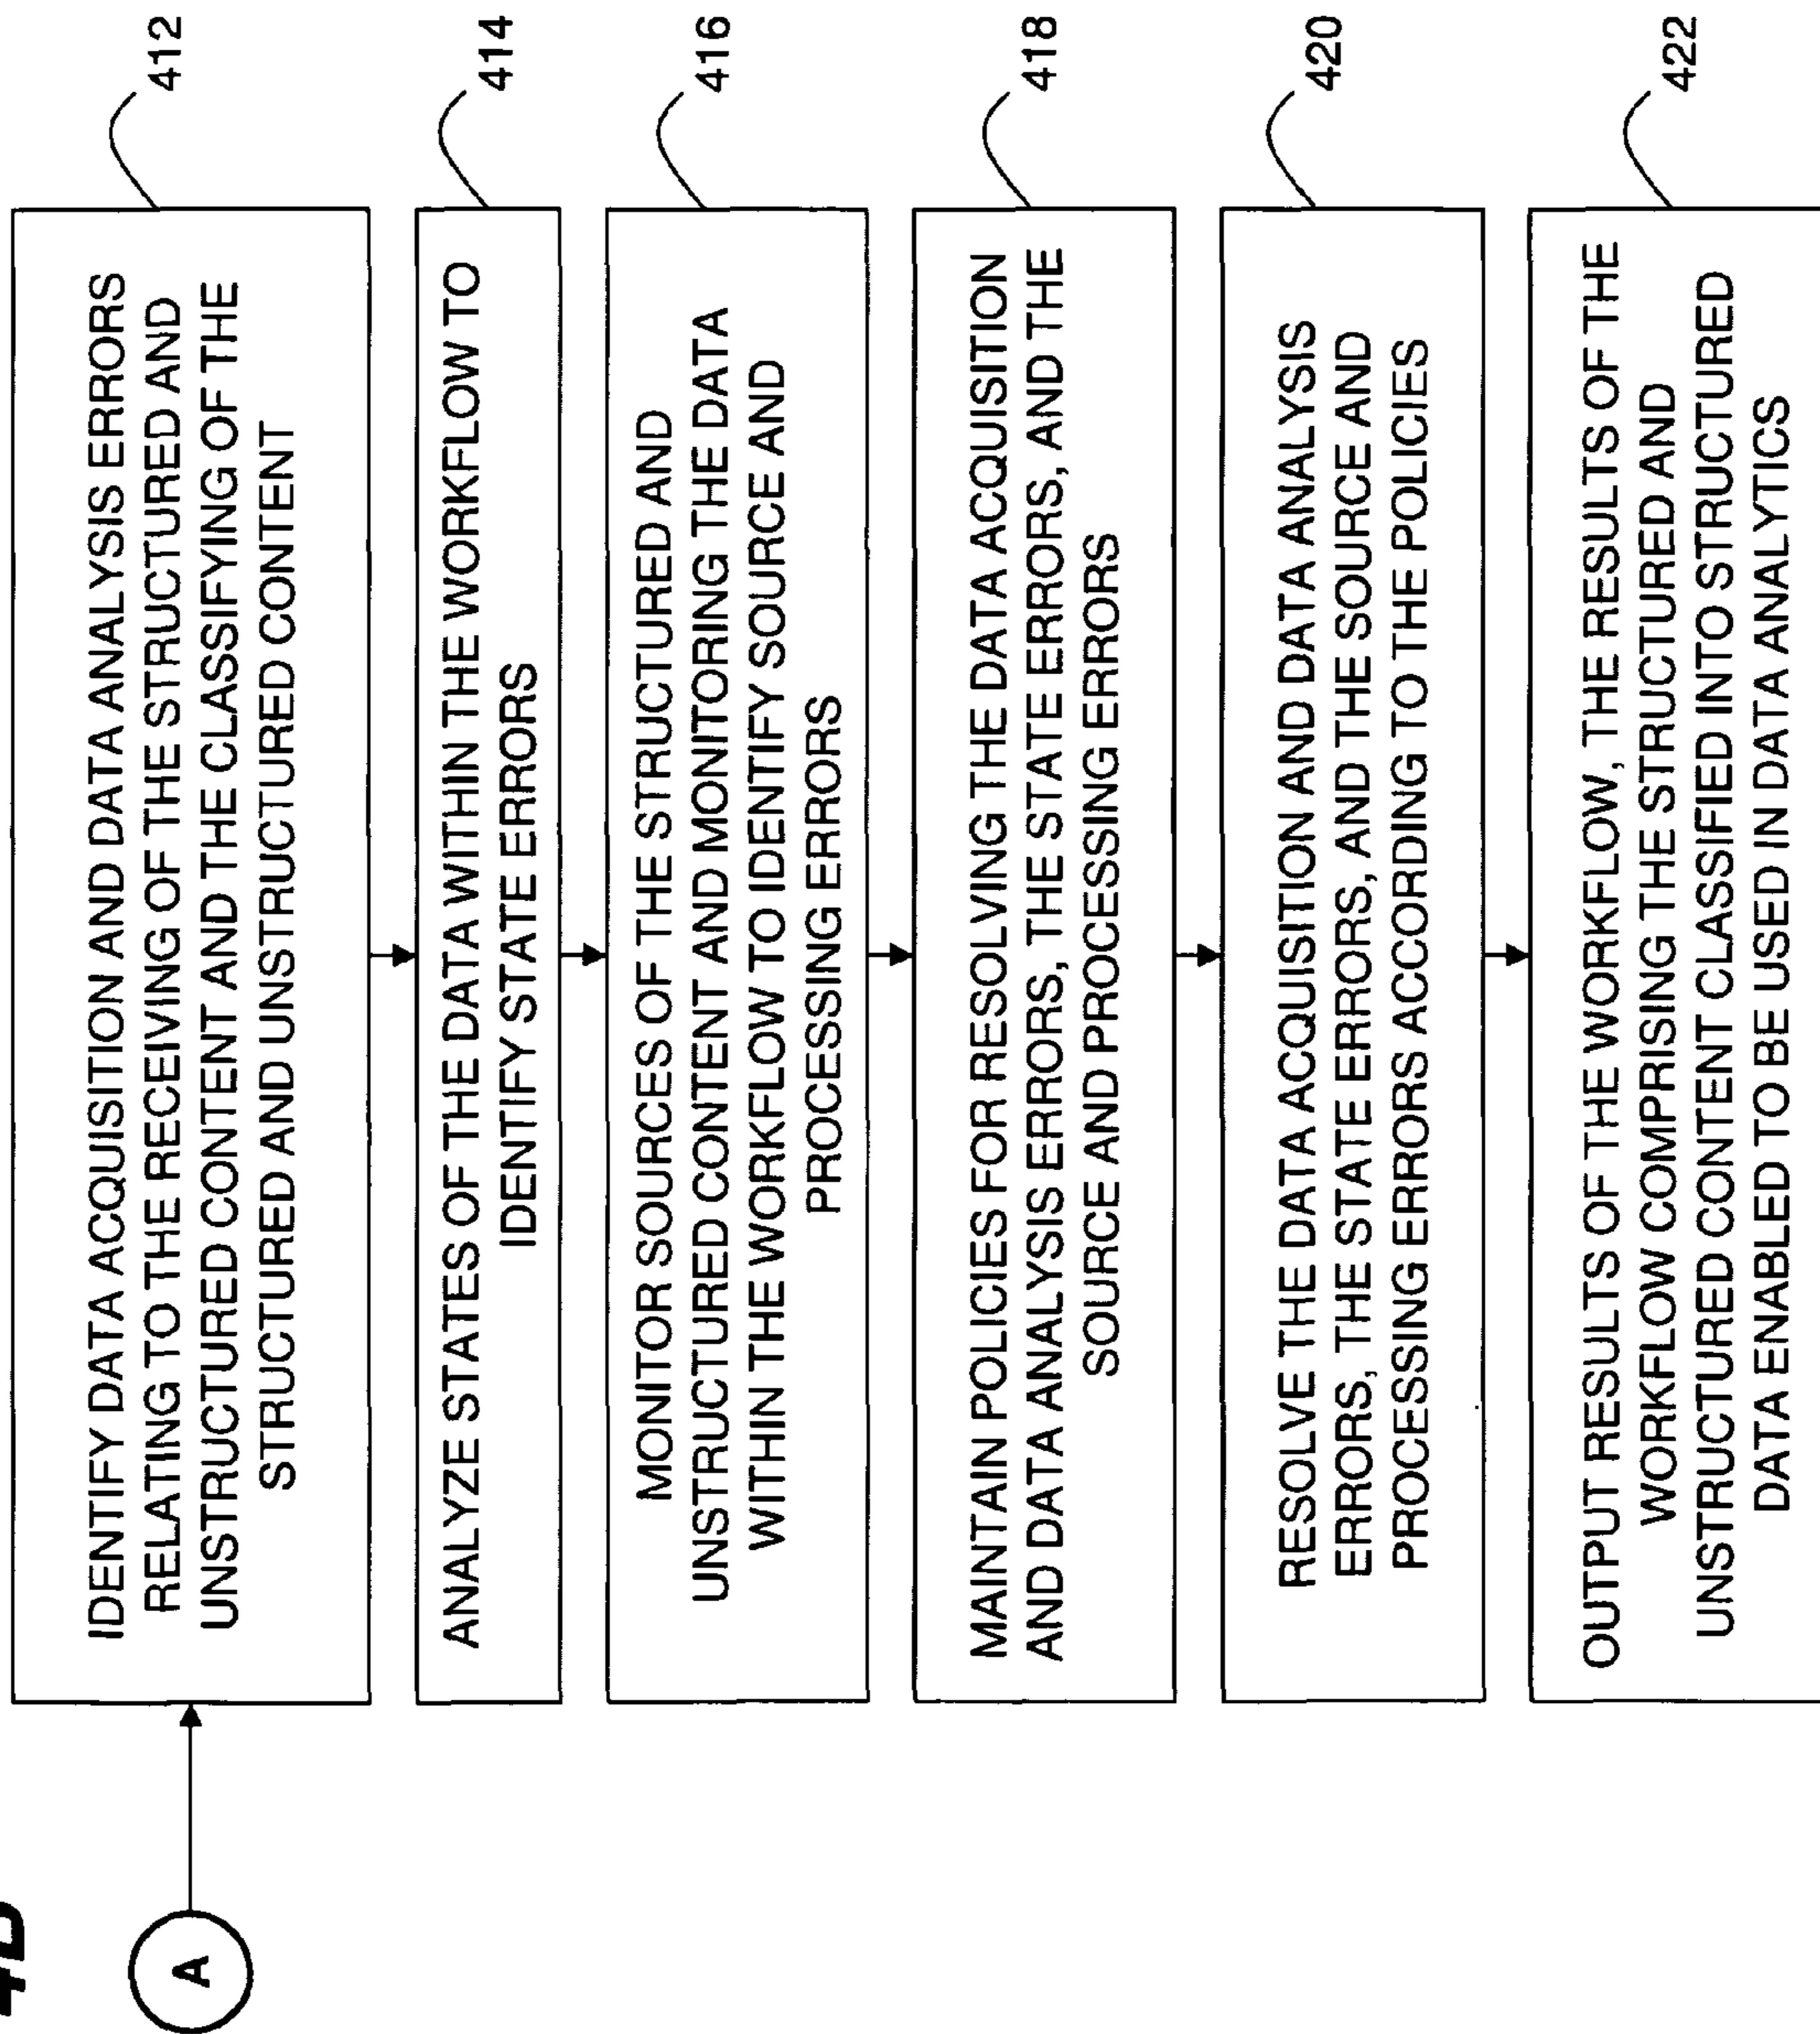 A
IDENTIFY DATA ACQUISITION AND DATA ANALYSIS ERRORS
RELATING TO THE RECEIVING OF THE STRUCTURED AND
UNSTRUCTURED CONTENT AND THE CLASSIFYING OF THE
STRUCTURED AND UNSTRUCTURED CONTENT
412
ANALYZE STATES OF THE DATA WITHIN THE WORKFLOW TO
IDENTIFY STATE ERRORS
414
MONITOR SOURCES OF THE STRUCTURED AND
UNSTRUCTURED CONTENT AND MONITORING THE DATA
WITHIN THE WORKFLOW TO IDENTIFY SOURCE AND
PROCESSING ERRORS
416
MAINTAIN POLICIES FOR RESOLVING THE DATA ACQUISITION
AND DATA ANALYSIS ERRORS, THE STATE ERRORS, AND THE
SOURCE AND PROCESSING ERRORS
418
RESOLVE THE DATA ACQUISITION AND DATA ANALYSIS
ERRORS, THE STATE ERRORS, AND THE SOURCE AND
PROCESSING ERRORS ACCORDING TO THE POLICIES
420
OUTPUT RESULTS OF THE WORKFLOW, THE RESULTS OF THE
WORKFLOW COMPRISING THE STRUCTURED AND
UNSTRUCTURED CONTENT CLASSIFIED INTO STRUCTURED
DATA ENABLED TO BE USED IN DATA ANALYTICS
422